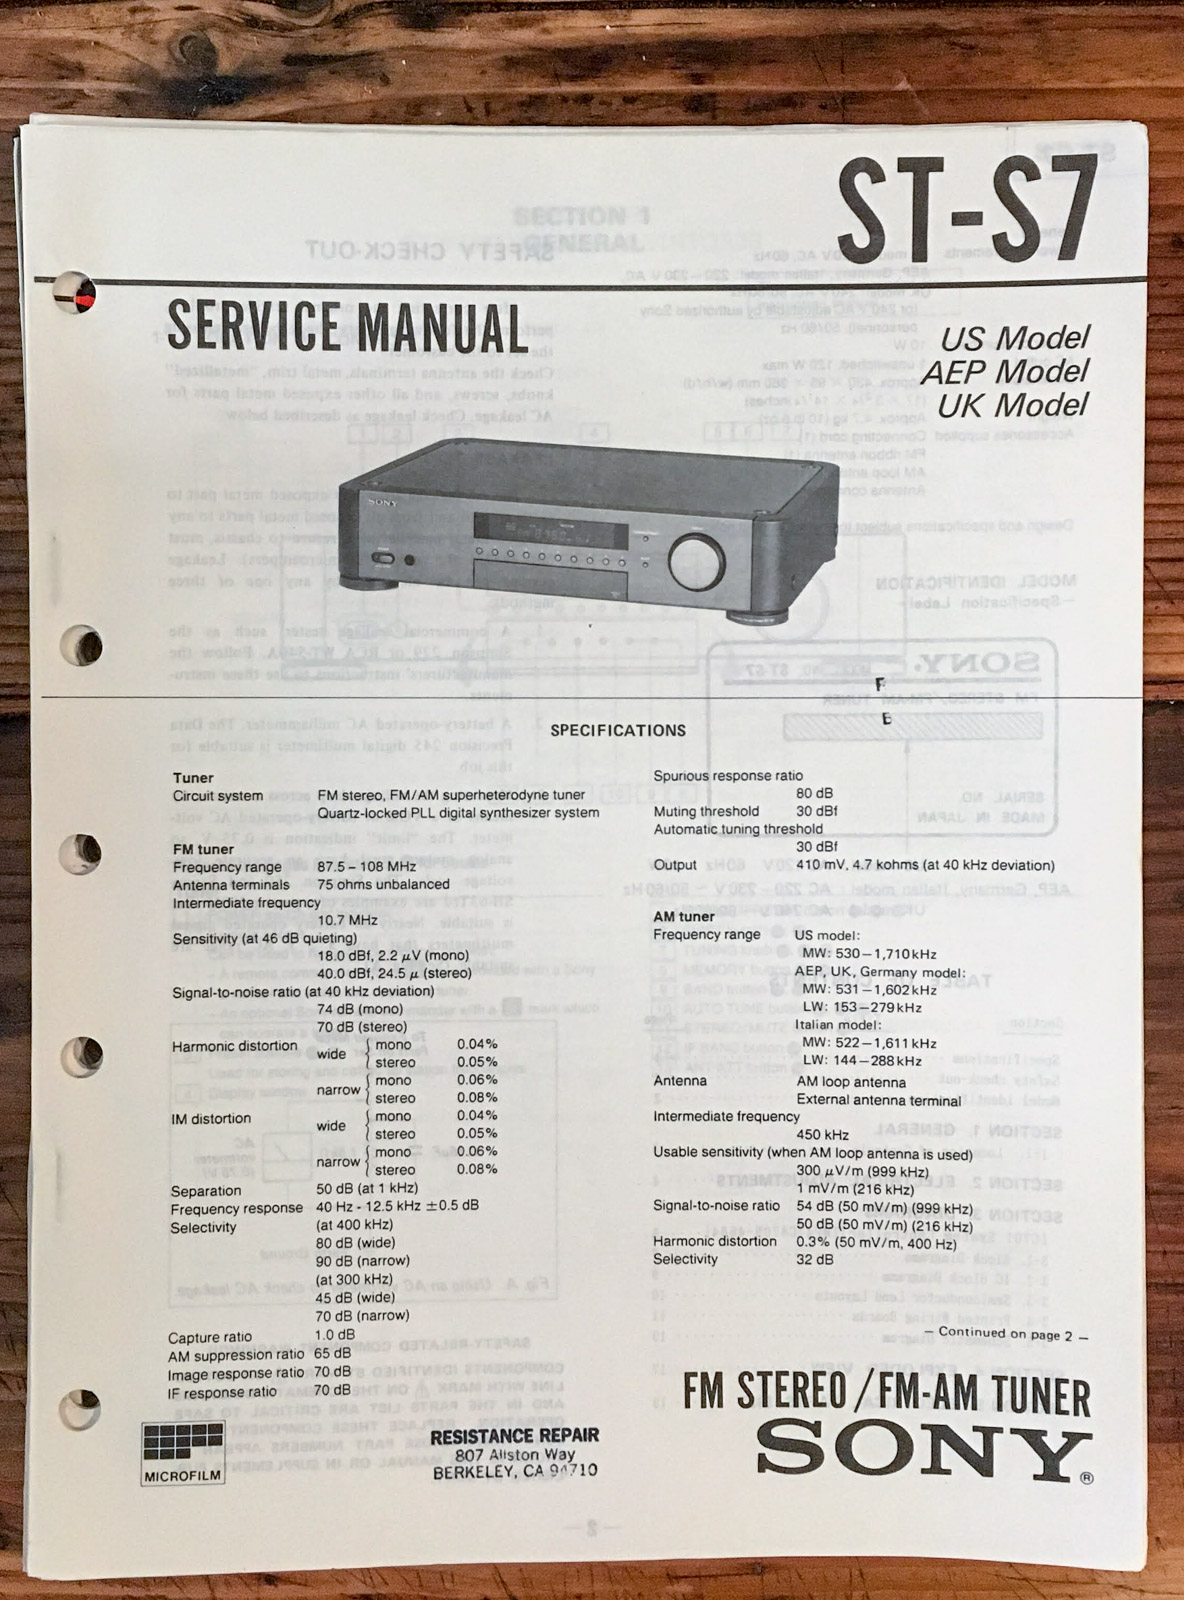 ST-S7
SERVICE MANUAL
US Model
AEP Model
UK Model
SONY
F
B
SPECIFICATIONS
Tuner
Circuit system FM stereo, FM/AM superheterodyne tuner
Quartz-locked PLL digital synthesizer system
FM tuner
Frequency range 87.5–108 MHz
Antenna terminals 75 ohms unbalanced
Intermediate frequency
10.7 MHz
Sensitivity (at 46 dB quieting)
18.0 dBf, 2.2 μV (mono)
40.0 dBf, 24.5 μ (stereo)
Signal-to-noise ratio (at 40 kHz deviation)
74 dB (mono)
70 dB (stereo)
Harmonic distortion wide { mono 0.04%
stereo 0.05%
narrow { mono 0.06%
stereo 0.08%
IM distortion wide { mono 0.04%
stereo 0.05%
narrow { mono 0.06%
stereo 0.08%
Separation 50 dB (at 1 kHz)
Frequency response 40 Hz - 12.5 kHz ±0.5 dB
Selectivity (at 400 kHz)
80 dB (wide)
90 dB (narrow)
(at 300 kHz)
45 dB (wide)
70 dB (narrow)
Capture ratio 1.0 dB
AM suppression ratio 65 dB
Image response ratio 70 dB
IF response ratio 70 dB
Spurious response ratio
80 dB
Muting threshold 30 dBf
Automatic tuning threshold
30 dBf
Output 410 mV, 4.7 kohms (at 40 kHz deviation)
AM tuner
Frequency range US model:
MW: 530–1,710 kHz
AEP, UK, Germany model:
MW: 531–1,602 kHz
LW: 153–279 kHz
Italian model:
MW: 522–1,611 kHz
LW: 144–288 kHz
Antenna AM loop antenna
External antenna terminal
Intermediate frequency
450 kHz
Usable sensitivity (when AM loop antenna is used)
300 μV/m (999 kHz)
1 mV/m (216 kHz)
Signal-to-noise ratio 54 dB (50 mV/m) (999 kHz)
50 dB (50 mV/m) (216 kHz)
Harmonic distortion 0.3% (50 mV/m, 400 Hz)
Selectivity 32 dB
— Continued on page 2 —
FM STEREO/FM-AM TUNER
SONY®
MICROFILM
RESISTANCE REPAIR
807 Allston Way
BERKELEY, CA 94710